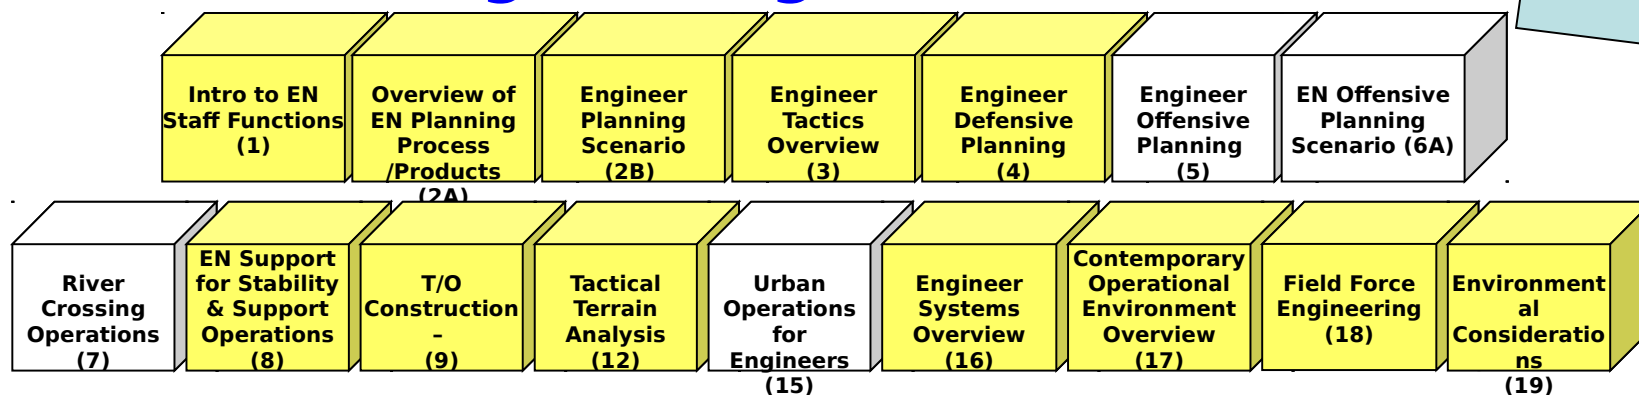 Intro to EN
Staff Functions
(1)
Overview of
EN Planning
Process
/Products
(2A)
Engineer
Planning
Scenario
(2B)
Engineer
Tactics
Overview
(3)
Engineer
Defensive
Planning
(4)
Engineer
Offensive
Planning
(5)
EN Offensive
Planning
Scenario (6A)
River
Crossing
Operations
(7)
EN Support
for Stability
& Support
Operations
(8)
T/O
Construction
–
(9)
Tactical
Terrain
Analysis
(12)
Urban
Operations
for
Engineers
(15)
Engineer
Systems
Overview
(16)
Contemporary
Operational
Environment
Overview
(17)
Field Force
Engineering
(18)
Environment
al
Consideratio
ns
(19)